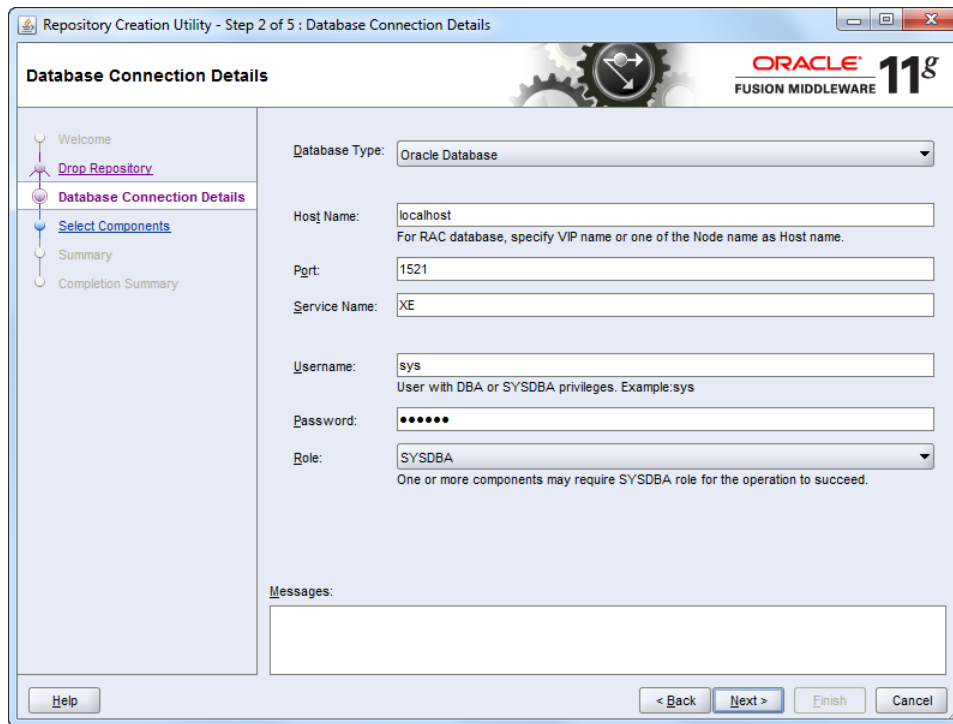 Repository Creation Utility - Step 2 of 5 : Database Connection Details
Database Connection Details
ORACLE
FUSION MIDDLEWARE
11g
Welcome
Drop Repository
Database Connection Details
Select Components
Summary
Completion Summary
Database Type: Oracle Database
Host Name: localhost
For RAC database, specify VIP name or one of the Node name as Host name.
Port: 1521
Service Name: XE
Username: sys
User with DBA or SYSDBA privileges. Example:sys
Password: ●●●●●●
Role: SYSDBA
One or more components may require SYSDBA role for the operation to succeed.
Messages:
Help < Back Next > Finish Cancel